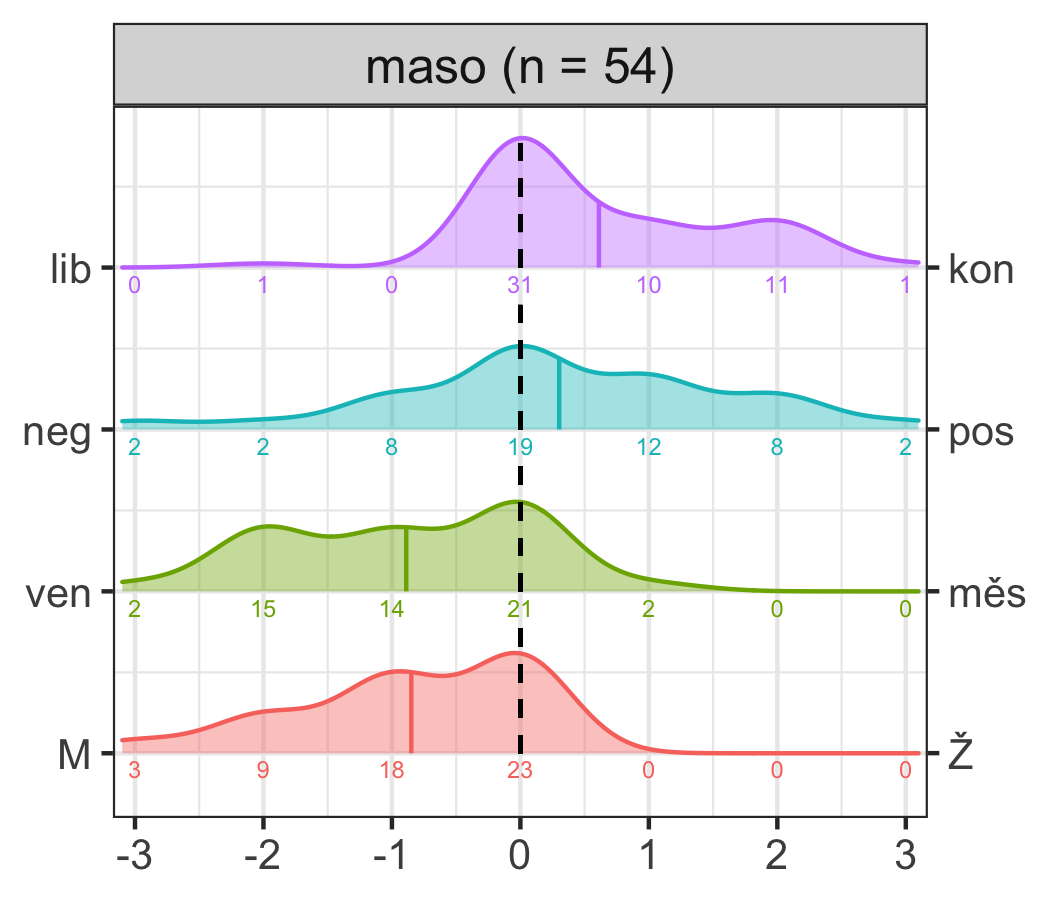 maso (n = 54)
lib kon
0 1 0 31 10 11 1
neg pos
2 2 8 19 12 8 2
ven měs
2 15 14 21 2 0 0
M Ž
3 9 18 23 0 0 0
-3 -2 -1 0 1 2 3